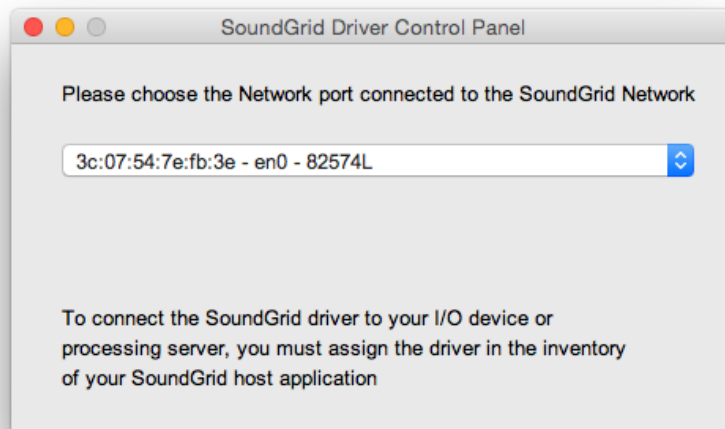 SoundGrid Driver Control Panel
Please choose the Network port connected to the SoundGrid Network
3c:07:54:7e:fb:3e - en0 - 82574L
To connect the SoundGrid driver to your I/O device or
processing server, you must assign the driver in the inventory
of your SoundGrid host application